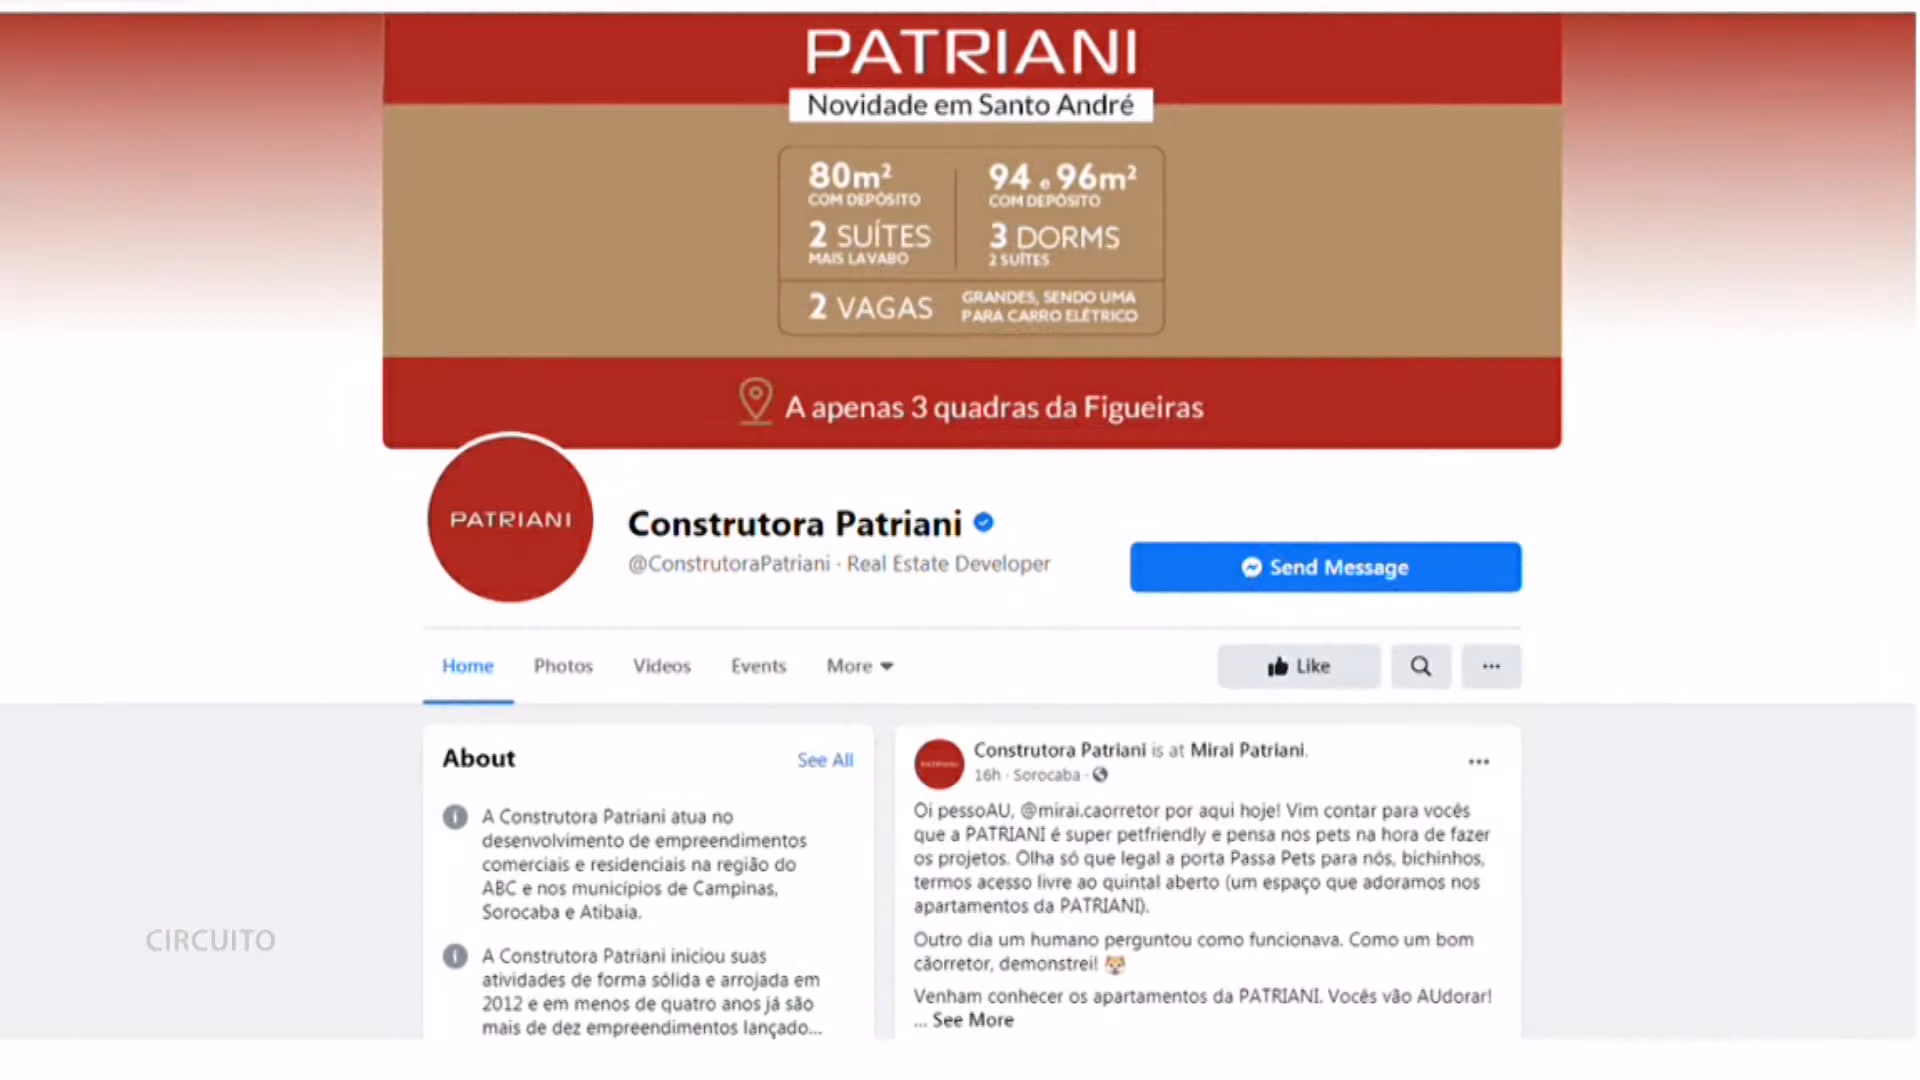 PATRIANI
Novidade em Santo André
80m²
COM DEPÓSITO
2 SUÍTES
MAIS LAVABO
94 e 96m²
COM DEPÓSITO
3 DORMS
2 SUÍTES
2 VAGAS
GRANDES, SENDO UMA
PARA CARRO ELÉTRICO
A apenas 3 quadras da Figueiras
PATRIANI
Construtora Patriani
@ConstrutoraPatriani · Real Estate Developer
Send Message
Home Photos Videos Events More
Like
...
About
See All
A Construtora Patriani atua no
desenvolvimento de empreendimentos
comerciais e residenciais na região do
ABC e nos municípios de Campinas,
Sorocaba e Atibaia.
A Construtora Patriani iniciou suas
atividades de forma sólida e arrojada em
2012 e em menos de quatro anos já são
mais de dez empreendimentos lançado...
PATRIANI
Construtora Patriani is at Mirai Patriani.
16h · Sorocaba ·
...
Oi pessoAU, @mirai.caorretor por aqui hoje! Vim contar para vocês
que a PATRIANI é super petfriendly e pensa nos pets na hora de fazer
os projetos. Olha só que legal a porta Passa Pets para nós, bichinhos,
termos acesso livre ao quintal aberto (um espaço que adoramos nos
apartamentos da PATRIANI).
Outro dia um humano perguntou como funcionava. Como um bom
cãorretor, demonstrei! 🐯
Venham conhecer os apartamentos da PATRIANI. Vocês vão AUdorar!
... See More
CIRCUITO